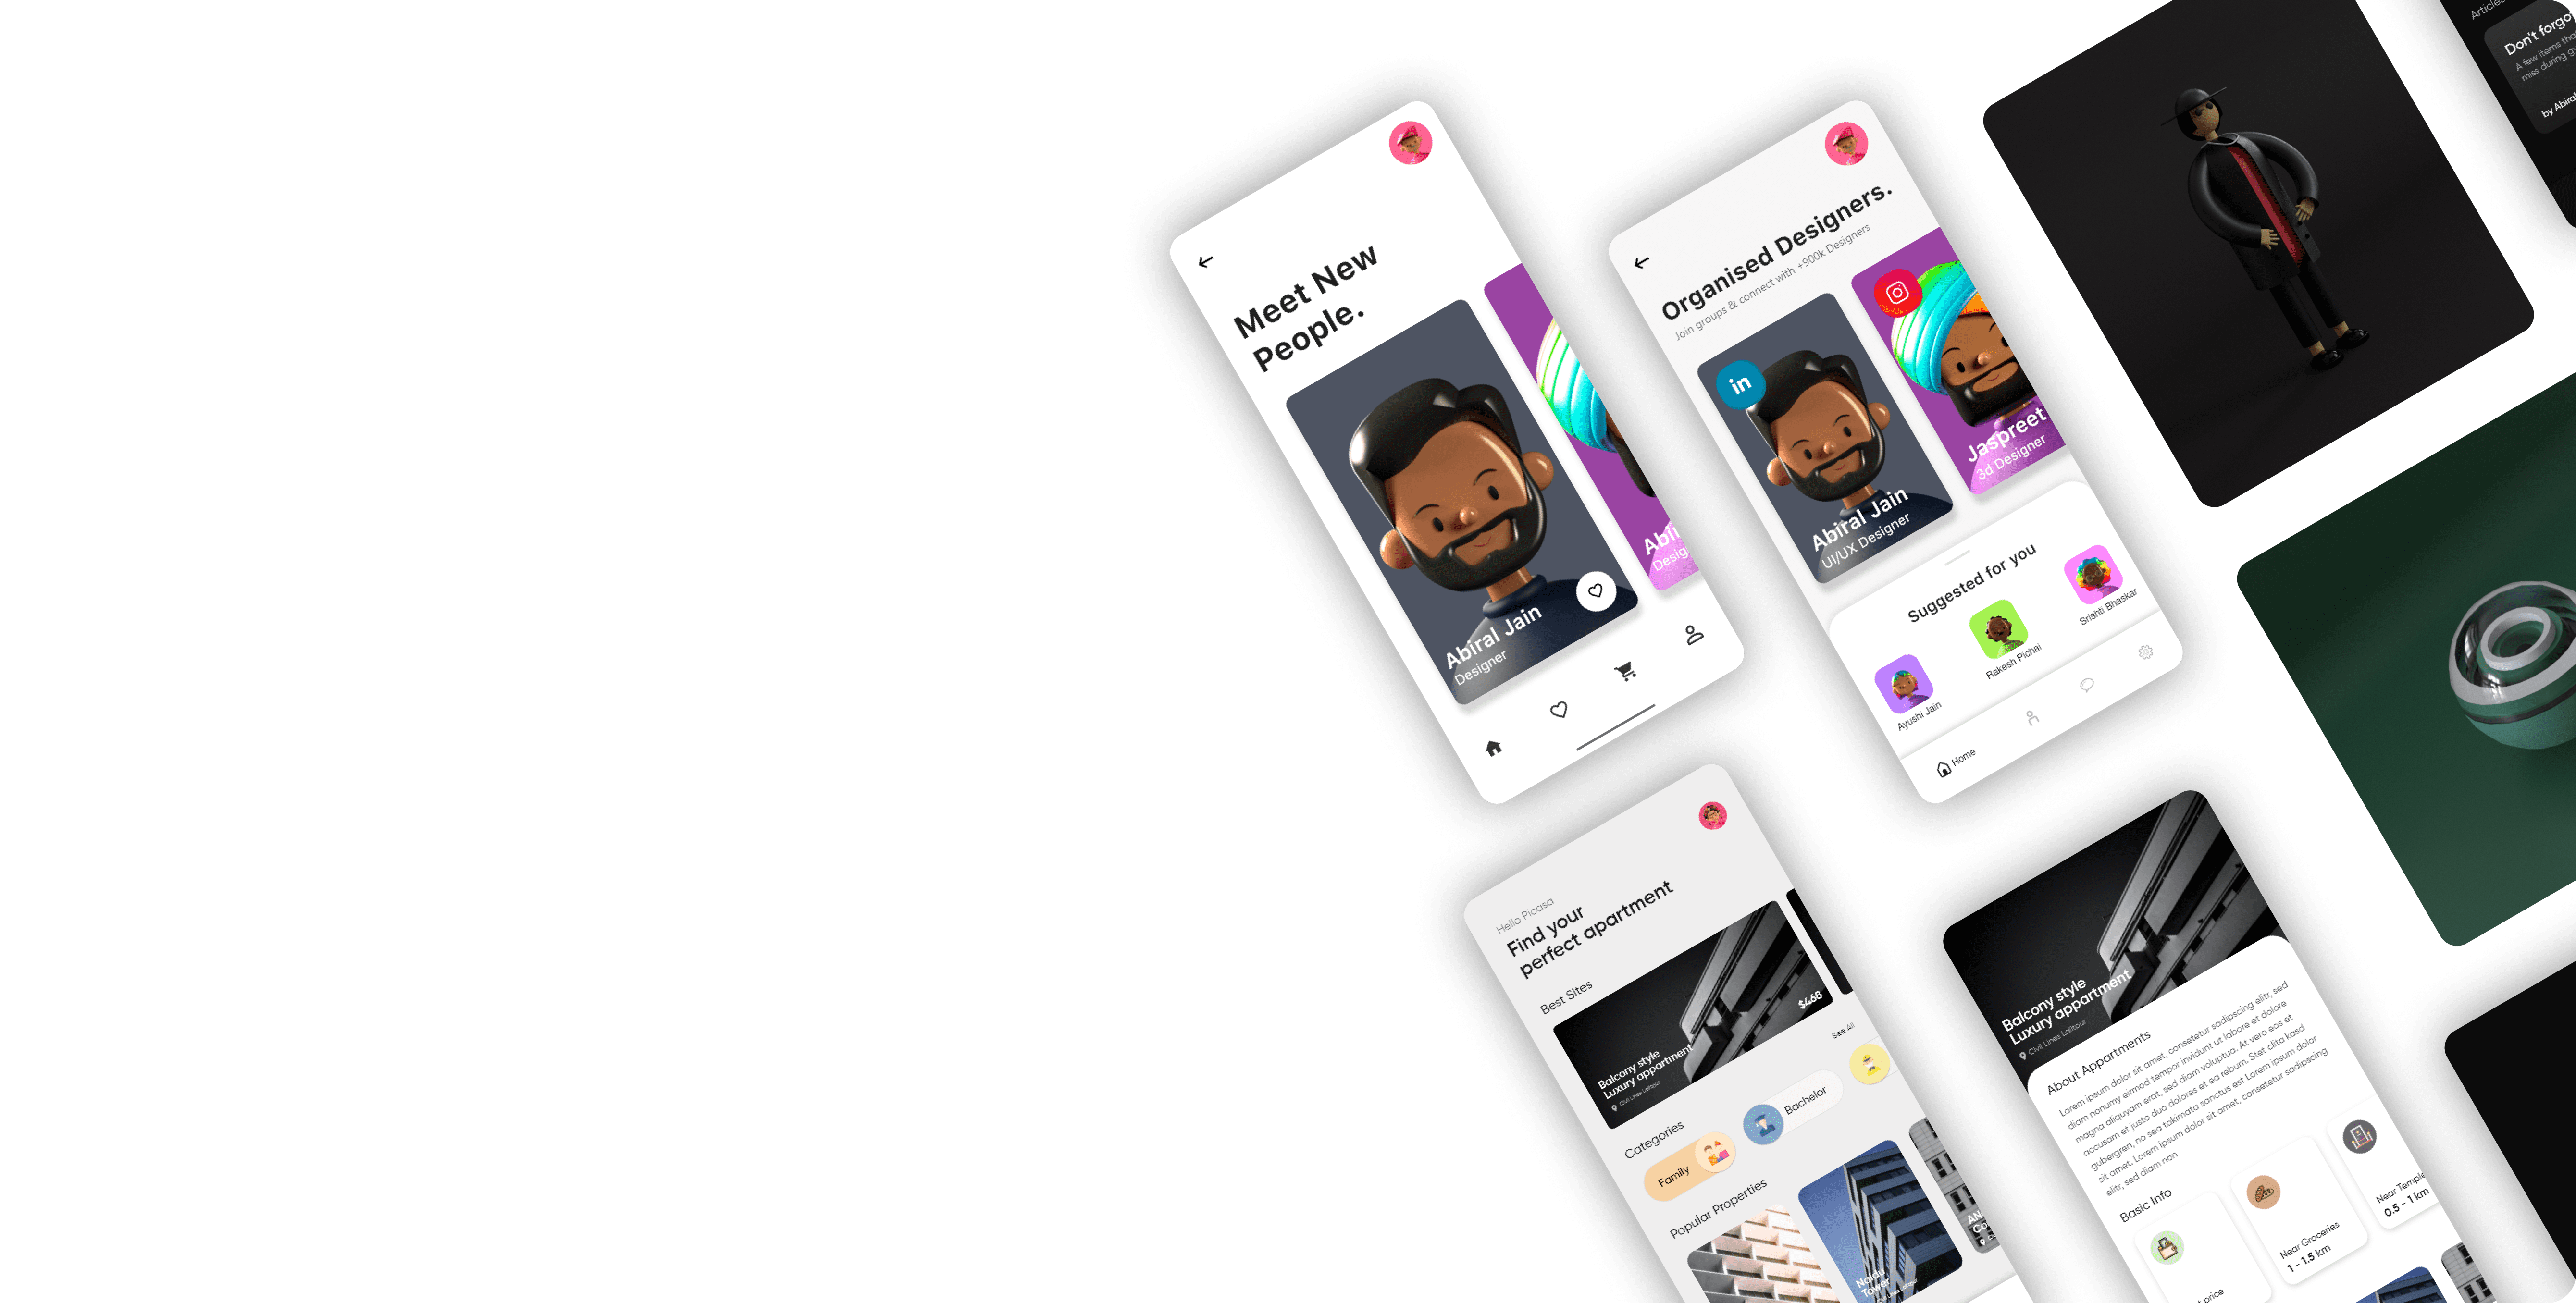 Meet New
People.
Abiral Jain
Designer
Organised Designers.
Join groups & connect with +900k Designers
in
Abiral Jain
UI/UX Designer
Jaspreet
3d Designer
Suggested for you
Ayushi Jain
Rakesh Pichai
Srishti Bhaskar
Home
Articles
Don't forgo
A few items tha
miss during g
by Abiral
Hello Picasa
Find your
perfect apartment
Best Sites
$468
Balcony style
Luxury appartment
Civil Lines Lalitpur
See All
Categories
Family
Bachelor
Popular Properties
Naidu
Tower
Balcony style
Luxury appartment
Civil Lines Lalitpur
About Appartments
Lorem ipsum dolor sit amet, consetetur sadipscing elitr, sed
diam nonumy eirmod tempor invidunt ut labore et dolore
magna aliquyam erat, sed diam voluptua. At vero eos et
accusam et justo duo dolores et ea rebum. Stet clita kasd
gubergren, no sea takimata sanctus est Lorem ipsum dolor
sit amet. Lorem ipsum dolor sit amet, consetetur sadipscing
elitr, sed diam non
Basic Info
price
Near Groceries
1 - 1.5 km
Near Temple
0.5 - 1 km